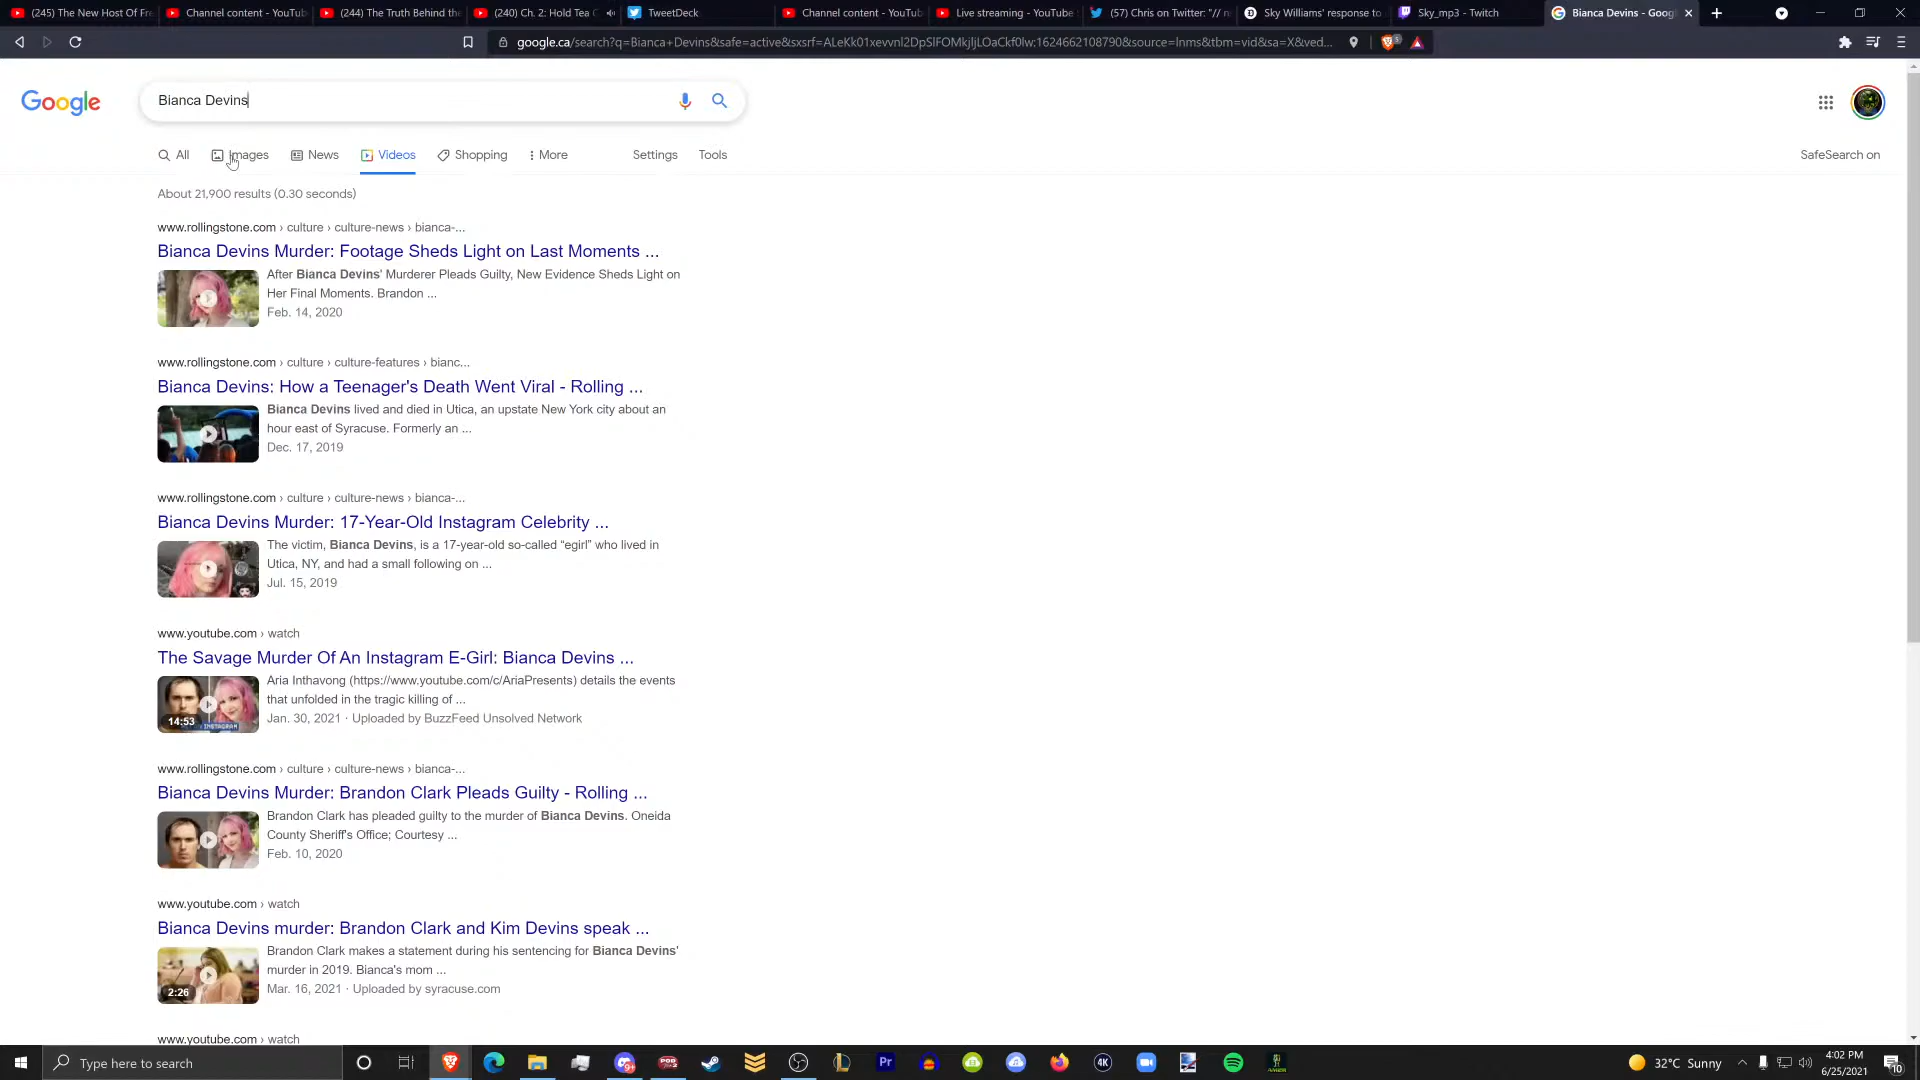 (245) The New Host Of Fre
Channel content - YouTub
(244) The Truth Behind the
(240) Ch. 2: Hold Tea C
TweetDeck
Channel content - YouTub
Live streaming - YouTube
(57) Chris on Twitter: "// n
Sky Williams' response to
Sky_mp3 - Twitch
Bianca Devins - Goog
google.ca/search?q=Bianca+Devins&safe=active&sxsrf=ALeKk01xevvnl2DpSlFOMkjljLOaCkf0lw:1624662108790&source=lnms&tbm=vid&sa=X&ved...
Google
Bianca Devins
All Images News Videos Shopping More Settings Tools SafeSearch on
About 21,900 results (0.30 seconds)
www.rollingstone.com › culture › culture-news › bianca-...
Bianca Devins Murder: Footage Sheds Light on Last Moments ...
After Bianca Devins' Murderer Pleads Guilty, New Evidence Sheds Light on
Her Final Moments. Brandon ...
Feb. 14, 2020
www.rollingstone.com › culture › culture-features › bianc...
Bianca Devins: How a Teenager's Death Went Viral - Rolling ...
Bianca Devins lived and died in Utica, an upstate New York city about an
hour east of Syracuse. Formerly an ...
Dec. 17, 2019
www.rollingstone.com › culture › culture-news › bianca-...
Bianca Devins Murder: 17-Year-Old Instagram Celebrity ...
The victim, Bianca Devins, is a 17-year-old so-called “egirl” who lived in
Utica, NY, and had a small following on ...
Jul. 15, 2019
www.youtube.com › watch
The Savage Murder Of An Instagram E-Girl: Bianca Devins ...
Aria Inthavong (https://www.youtube.com/c/AriaPresents) details the events
that unfolded in the tragic killing of ...
14:53
INSTAGRAM
Jan. 30, 2021 · Uploaded by BuzzFeed Unsolved Network
www.rollingstone.com › culture › culture-news › bianca-...
Bianca Devins Murder: Brandon Clark Pleads Guilty - Rolling ...
Brandon Clark has pleaded guilty to the murder of Bianca Devins. Oneida
County Sheriff's Office; Courtesy ...
Feb. 10, 2020
www.youtube.com › watch
Bianca Devins murder: Brandon Clark and Kim Devins speak ...
Brandon Clark makes a statement during his sentencing for Bianca Devins'
murder in 2019. Bianca's mom ...
2:26
Mar. 16, 2021 · Uploaded by syracuse.com
www.youtube.com › watch
Type here to search
Pr
4K
32°C Sunny
4:02 PM
6/25/2021
10